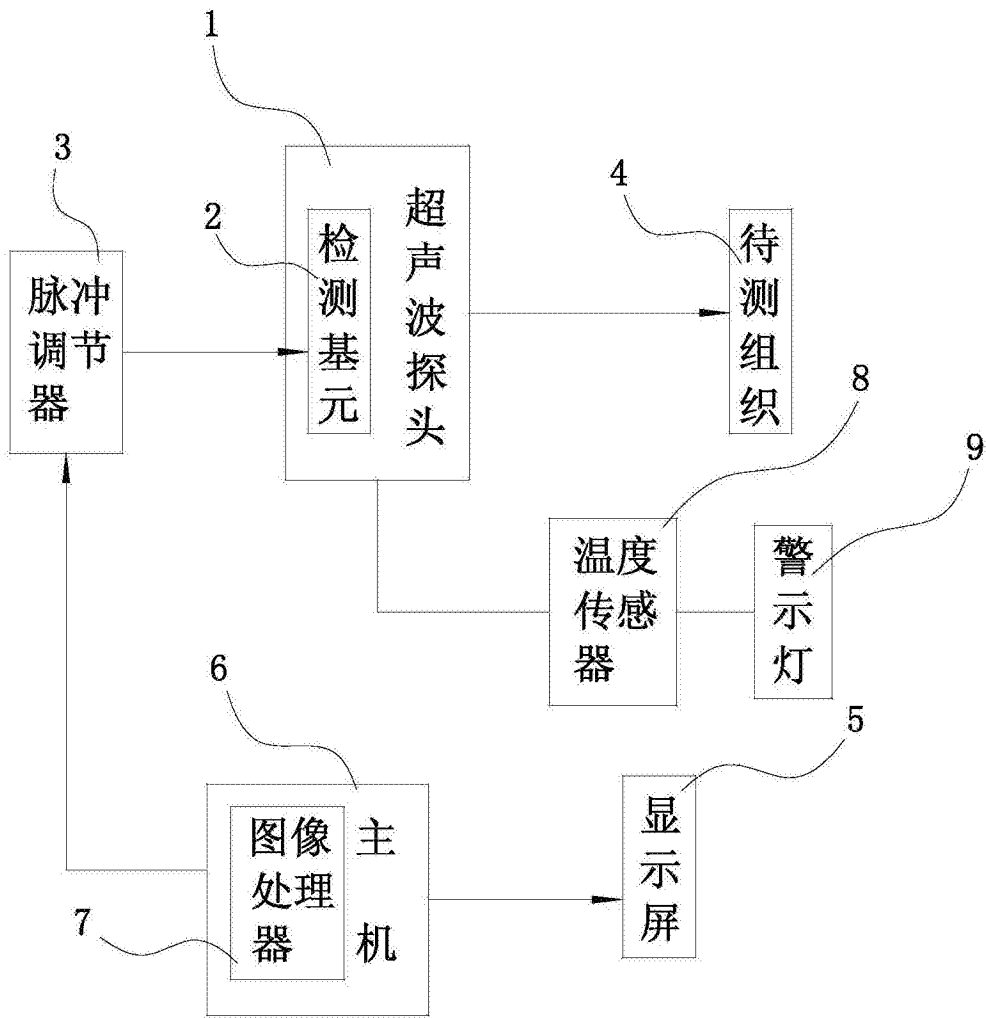 1
3
脉冲
调节
器
2
检测基元
超声波探头
4
待测组织
8
温度
传感
器
9
警示灯
6
图像
处理
器
7
主机
5
显示屏